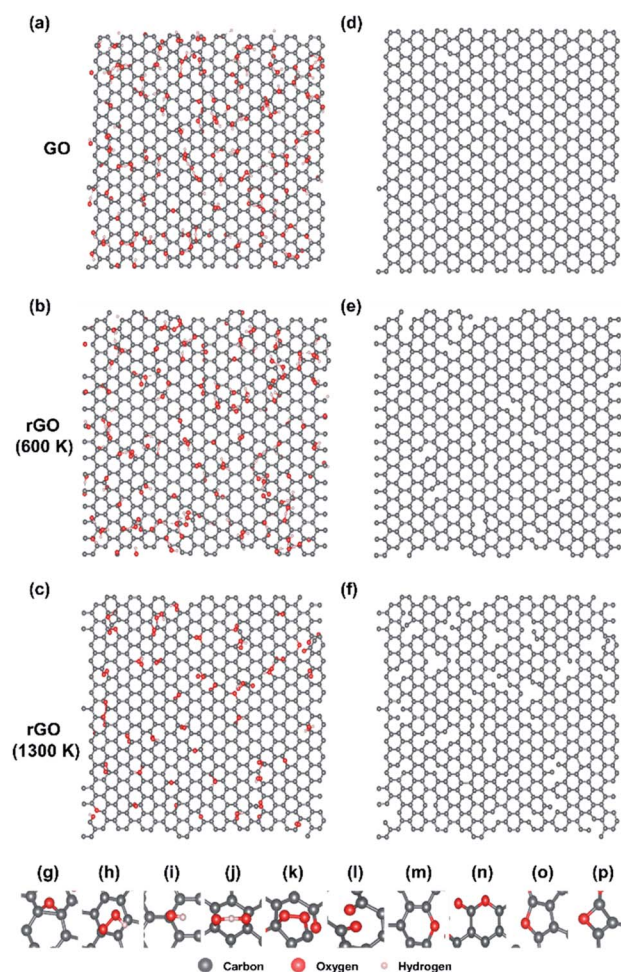 (a)
(d)
GO
(b)
(e)
rGO
(600 K)
(c)
(f)
rGO
(1300 K)
(g) (h) (i) (j) (k) (l) (m) (n) (o) (p)
Carbon Oxygen Hydrogen